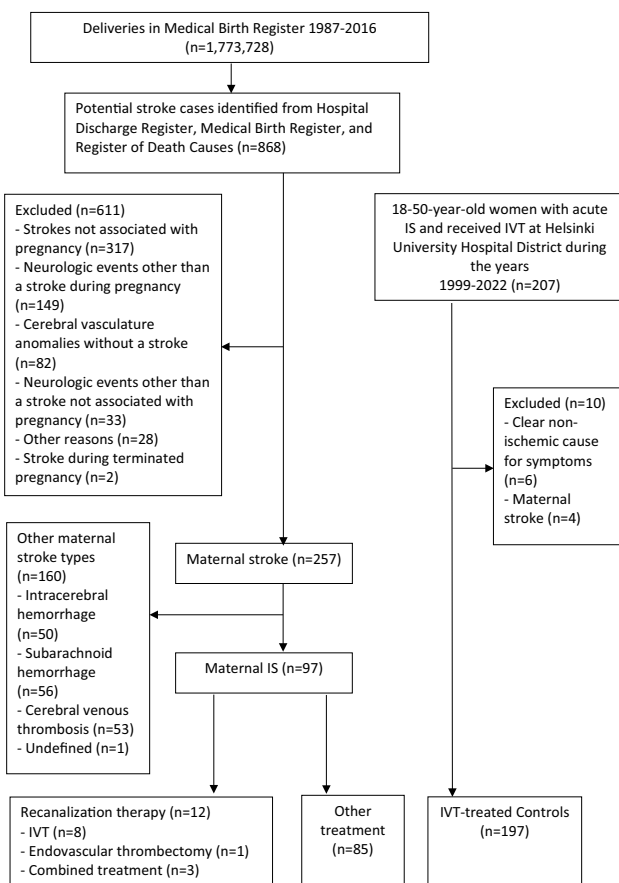 Deliveries in Medical Birth Register 1987-2016
(n=1,773,728)
Potential stroke cases identified from Hospital
Discharge Register, Medical Birth Register, and
Register of Death Causes (n=868)
Excluded (n=611)
- Strokes not associated with
pregnancy (n=317)
- Neurologic events other than
a stroke during pregnancy
(n=149)
- Cerebral vasculature
anomalies without a stroke
(n=82)
- Neurologic events other than
a stroke not associated with
pregnancy (n=33)
- Other reasons (n=28)
- Stroke during terminated
pregnancy (n=2)
18-50-year-old women with acute
IS and received IVT at Helsinki
University Hospital District during
the years
1999-2022 (n=207)
Excluded (n=10)
- Clear non-
ischemic cause
for symptoms
(n=6)
- Maternal
stroke (n=4)
Maternal stroke (n=257)
Other maternal
stroke types
(n=160)
- Intracerebral
hemorrhage
(n=50)
- Subarachnoid
hemorrhage
(n=56)
- Cerebral venous
thrombosis (n=53)
- Undefined (n=1)
Maternal IS (n=97)
Recanalization therapy (n=12)
- IVT (n=8)
- Endovascular thrombectomy (n=1)
- Combined treatment (n=3)
Other
treatment
(n=85)
IVT-treated Controls
(n=197)